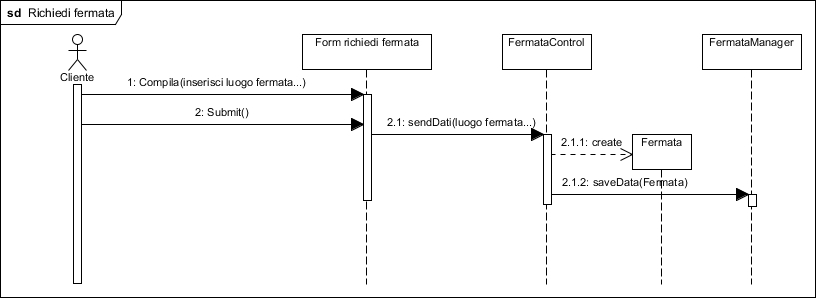 sd Richiedi fermata
Form richiedi fermata
FermataControl
FermataManager
Cliente
1: Compila(inserisci luogo fermata...)
2: Submit()
2.1: sendDati(luogo fermata...)
2.1.1: create
Fermata
2.1.2: saveData(Fermata)